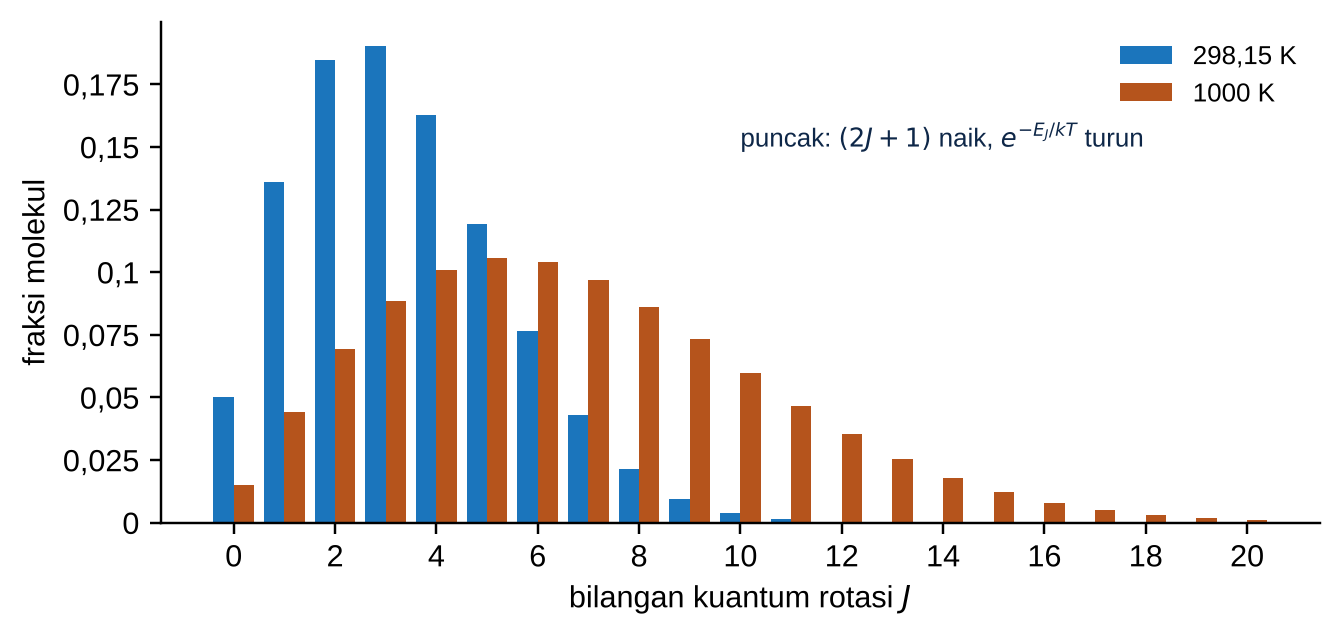 298,15 K
1000 K
puncak: (2J + 1) naik, e^{−E_J/kT} turun
fraksi molekul
0,175
0,15
0,125
0,1
0,075
0,05
0,025
0
0 2 4 6 8 10 12 14 16 18 20
bilangan kuantum rotasi J